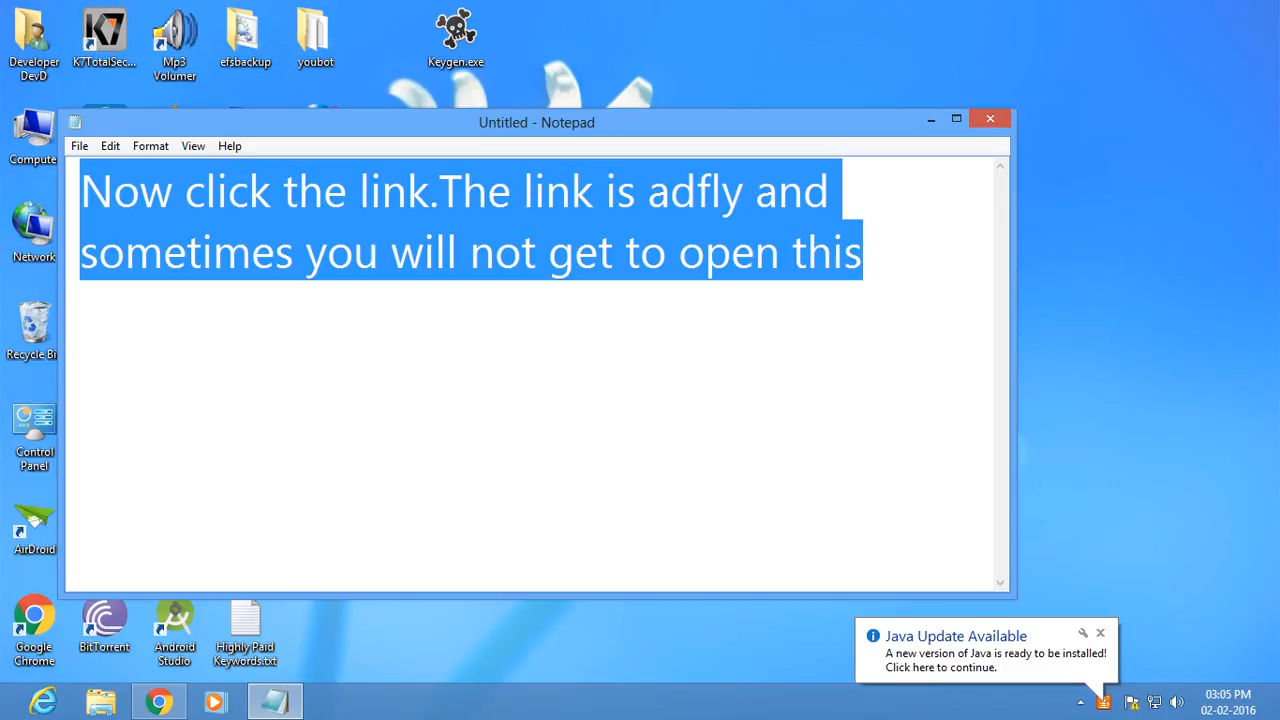 Developer
DevD
K7TotalSec...
Mp3
Volumer
efsbackup
youbot
Keygen.exe
Untitled - Notepad
File Edit Format View Help
Now click the link.The link is adfly and
sometimes you will not get to open this
Compute
Network
Recycle Bi
Control
Panel
AirDroid
Google
Chrome
BitTorrent
Android
Studio
Highly Paid
Keywords.txt
Java Update Available
A new version of Java is ready to be installed!
Click here to continue.
03:05 PM
02-02-2016